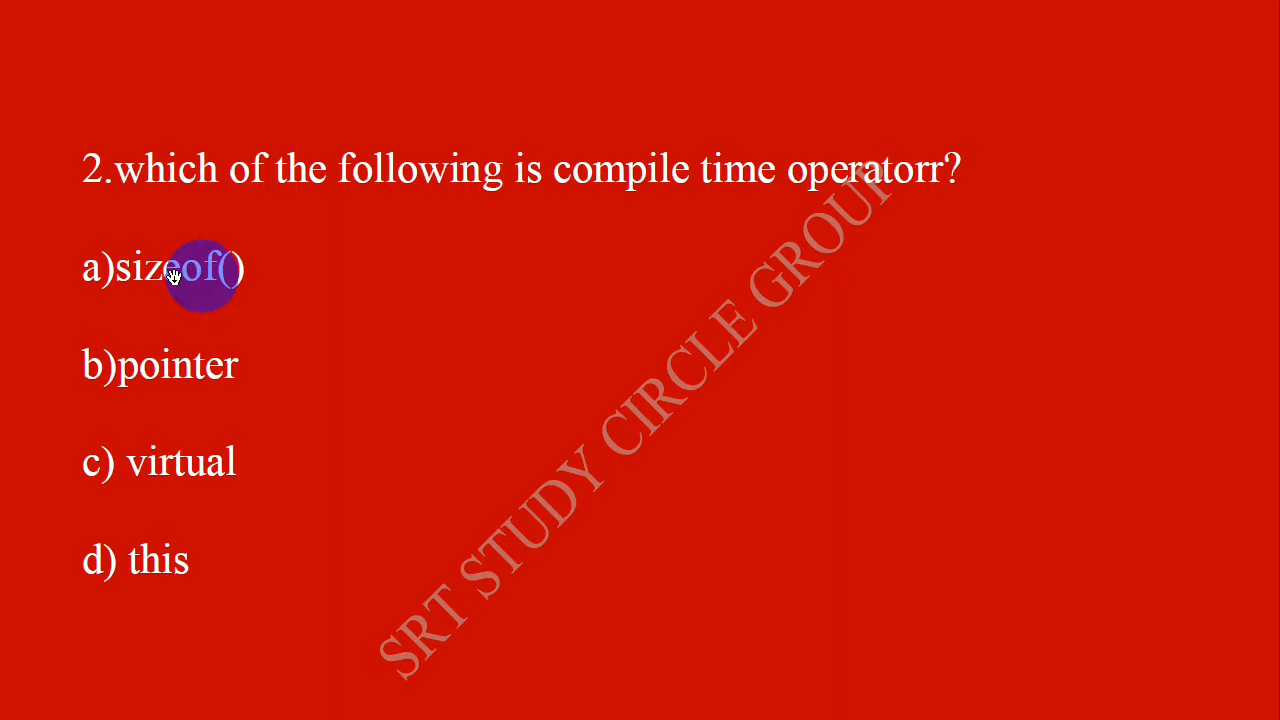 2.which of the following is compile time operatorr?
a)sizeof()
b)pointer
c) virtual
d) this
SRT STUDY CIRCLE GROUP